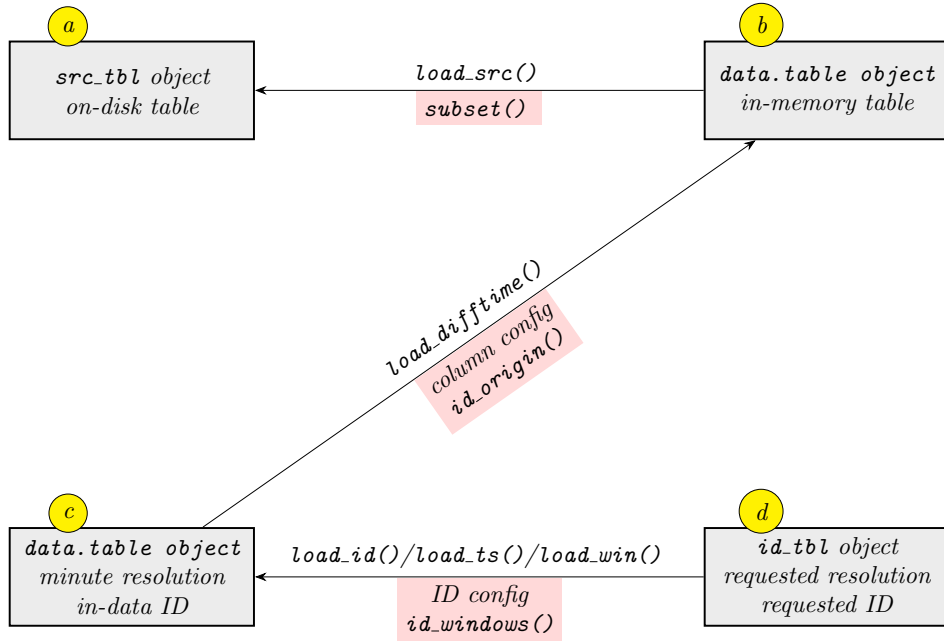 a
src_tbl object
on-disk table
load_src()
subset()
b
data.table object
in-memory table
load_difftime()
column config
id_origin()
c
data.table object
minute resolution
in-data ID
load_id()/load_ts()/load_win()
ID config
id_windows()
d
id_tbl object
requested resolution
requested ID